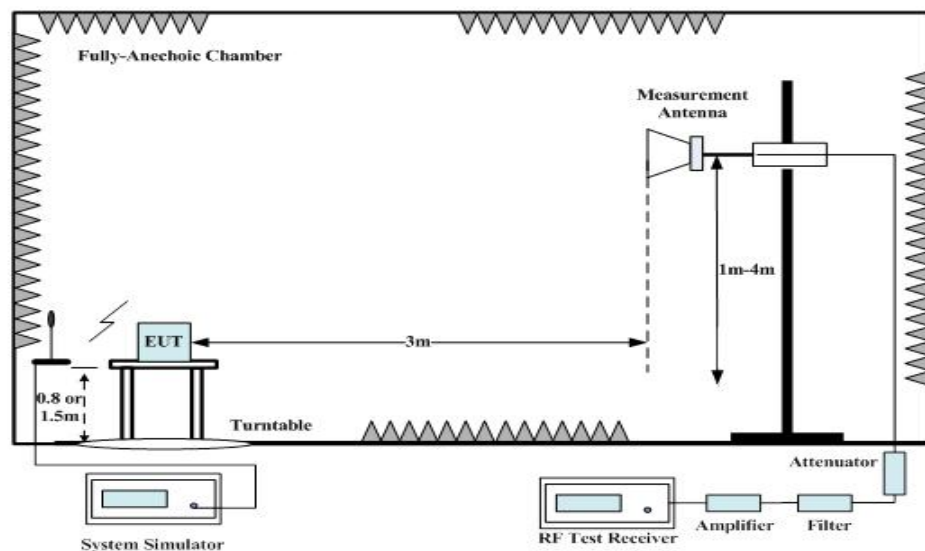 Fully-Anechoic Chamber
Measurement
Antenna
1m-4m
EUT
3m
0.8 or
1.5m
Turntable
Attenuator
System Simulator
RF Test Receiver
Amplifier
Filter